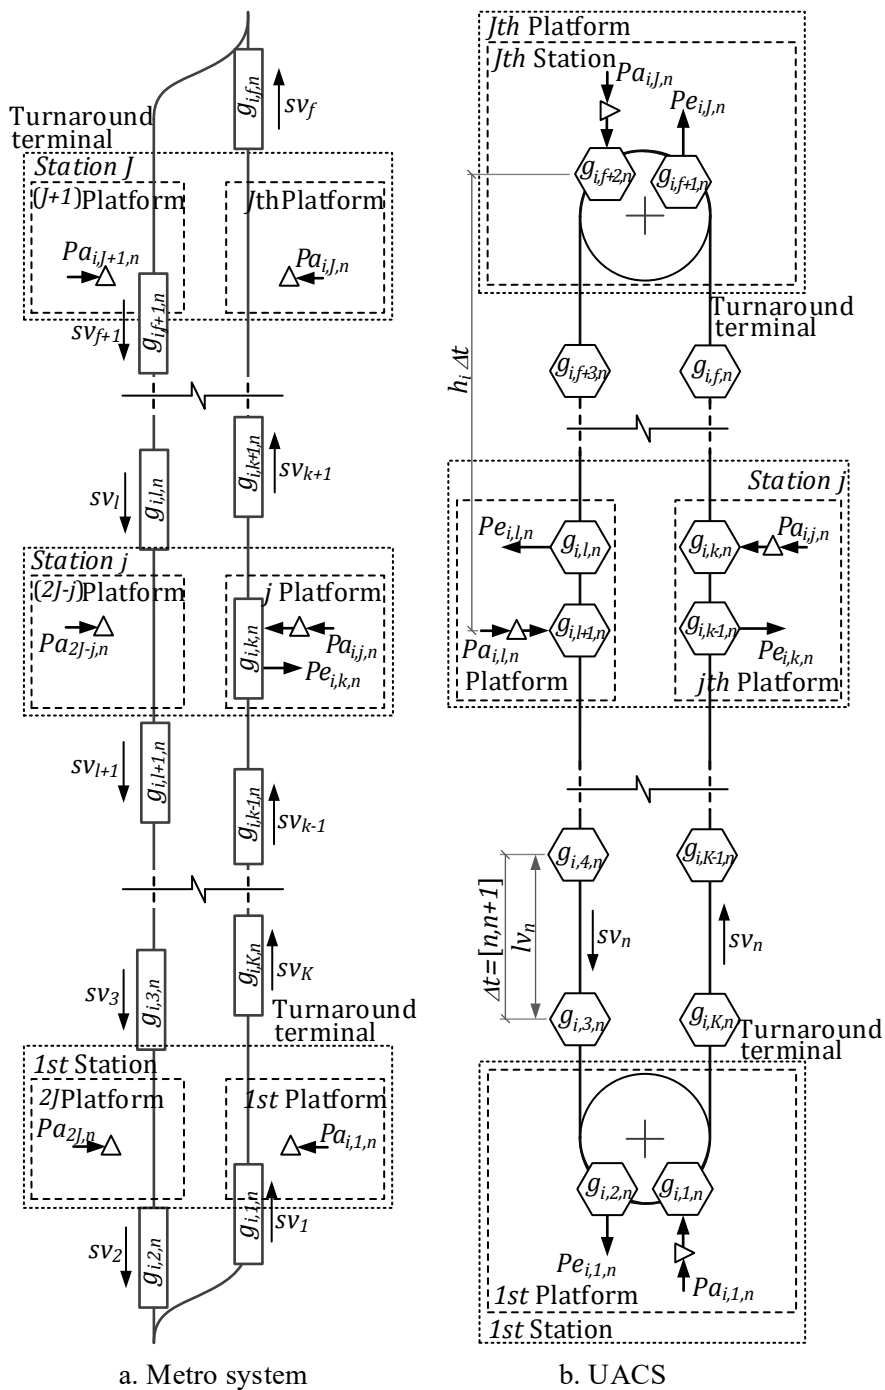 g_{i,f,n}
sv_f
Turnaround
terminal
Station J
(J+1)Platform
JthPlatform
Pa_{i,J+1,n}
Pa_{i,J,n}
sv_{f+1}
g_{i,f+1,n}
g_{i,k+1,n}
sv_{k+1}
sv_l
g_{i,l,n}
Station j
(2J-j)Platform
j Platform
Pa_{2J-j,n}
g_{i,k,n}
Pa_{i,j,n}
Pe_{i,k,n}
sv_{l+1}
g_{i,l+1,n}
g_{i,k-1,n}
sv_{k-1}
g_{i,K,n}
sv_K
sv_3
g_{i,3,n}
Turnaround
terminal
1st Station
2JPlatform
1st Platform
Pa_{2J,n}
Pa_{i,1,n}
g_{i,1,n}
sv_1
sv_2
g_{i,2,n}
a. Metro system
Jth Platform
Jth Station
Pa_{i,J,n}
Pe_{i,J,n}
g_{i,f+2,n}
g_{i,f+1,n}
Turnaround
terminal
g_{i,f+3,n}
g_{i,f,n}
h_i Δt
Station j
Pe_{i,l,n}
g_{i,l,n}
g_{i,k,n}
Pa_{i,j,n}
Pa_{i,l,n}
g_{i,l+1,n}
g_{i,k-1,n}
Pe_{i,k,n}
Platform
jth Platform
g_{i,4,n}
g_{i,K-1,n}
Δt=[n,n+1]
lv_n
sv_n
sv_n
g_{i,3,n}
g_{i,K,n}
Turnaround
terminal
g_{i,2,n}
g_{i,1,n}
Pe_{i,1,n}
Pa_{i,1,n}
1st Platform
1st Station
b. UACS